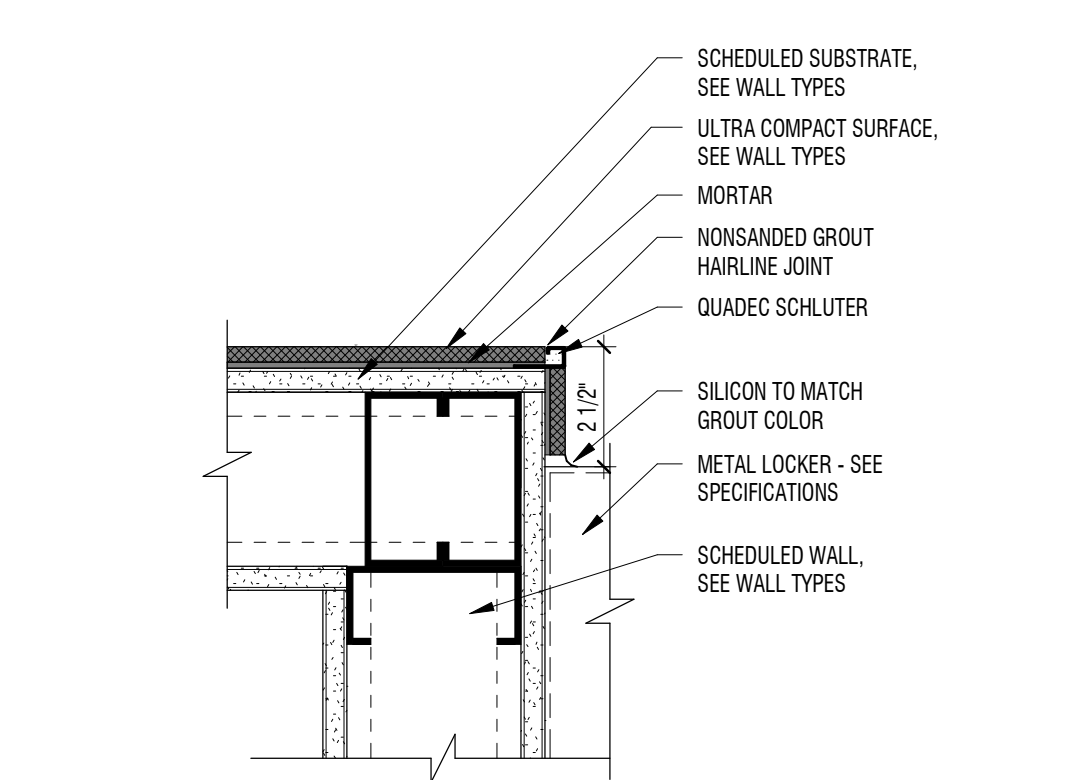 SCHEDULED SUBSTRATE,
SEE WALL TYPES
ULTRA COMPACT SURFACE,
SEE WALL TYPES
MORTAR
NONSANDED GROUT
HAIRLINE JOINT
QUADEC SCHLUTER
2 1/2"
SILICON TO MATCH
GROUT COLOR
METAL LOCKER - SEE
SPECIFICATIONS
SCHEDULED WALL,
SEE WALL TYPES